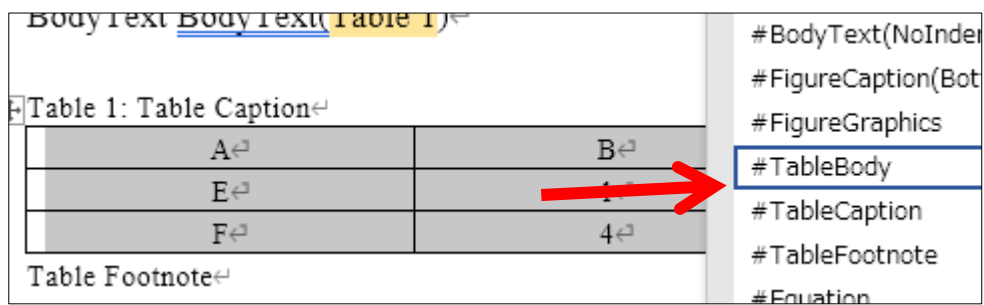 BodyText BodyText(Table 1)
Table 1: Table Caption
A B
E 1
F 4
Table Footnote
#BodyText(NoInden
#FigureCaption(Bot
#FigureGraphics
#TableBody
#TableCaption
#TableFootnote
#Equation